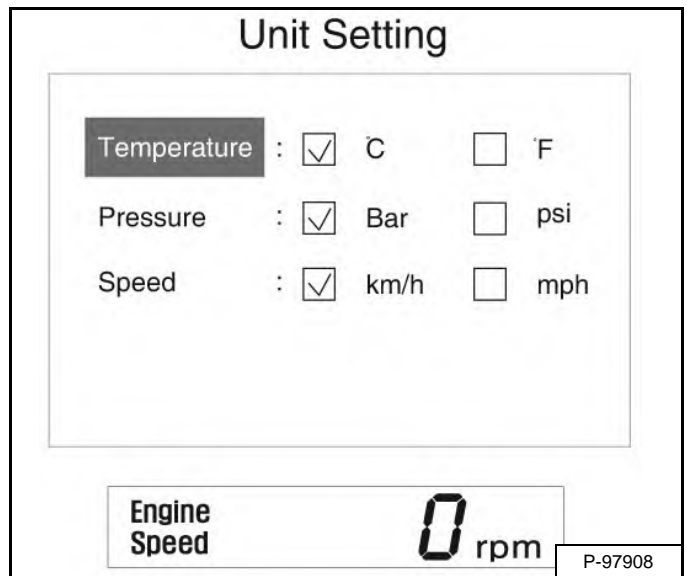 Unit Setting
Temperature : ☑ °C ☐ °F
Pressure : ☑ Bar ☐ psi
Speed : ☑ km/h ☐ mph
Engine
Speed 0 rpm
P-97908